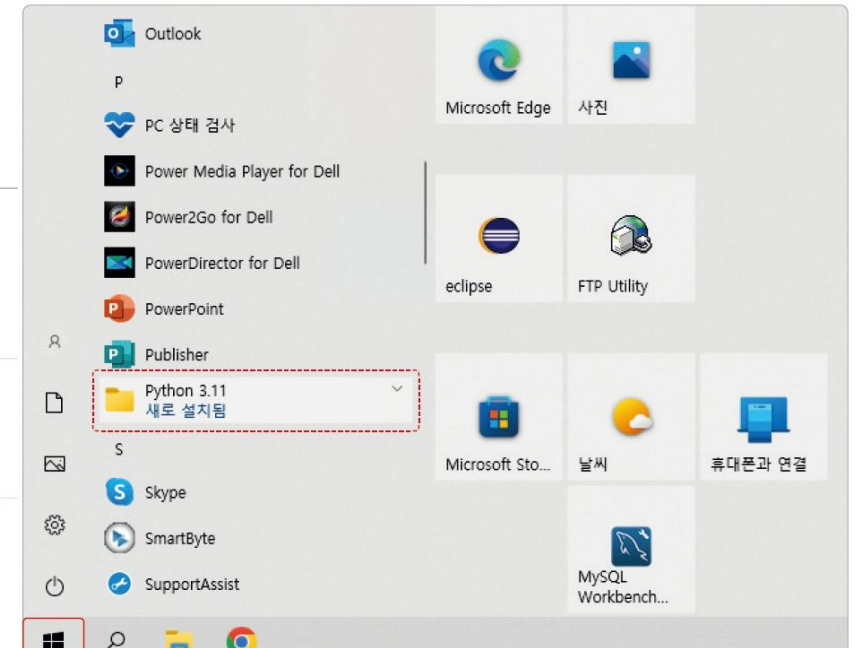 Outlook
P
PC 상태 검사
Power Media Player for Dell
Power2Go for Dell
PowerDirector for Dell
PowerPoint
Publisher
Python 3.11
새로 설치됨
S
Skype
SmartByte
SupportAssist
Microsoft Edge
사진
eclipse
FTP Utility
Microsoft Sto...
날씨
휴대폰과 연결
MySQL
Workbench...